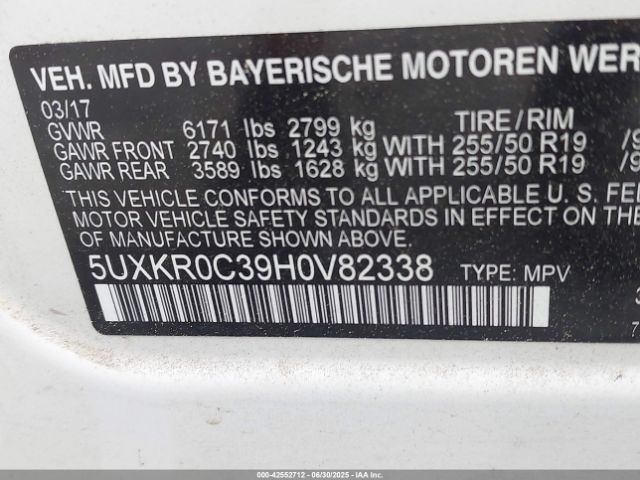 VEH. MFD BY BAYERISCHE MOTOREN WER
03/17
GVWR 6171 lbs 2799 kg TIRE/RIM
GAWR FRONT 2740 lbs 1243 kg WITH 255/50 R19 /9
GAWR REAR 3589 lbs 1628 kg WITH 255/50 R19 /9
THIS VEHICLE CONFORMS TO ALL APPLICABLE U. S. FE
MOTOR VEHICLE SAFETY STANDARDS IN EFFECT ON THE
OF MANUFACTURE SHOWN ABOVE.
5UXKR0C39H0V82338 TYPE: MPV
7
000-42552712 06/30/2025 - IAA Inc.